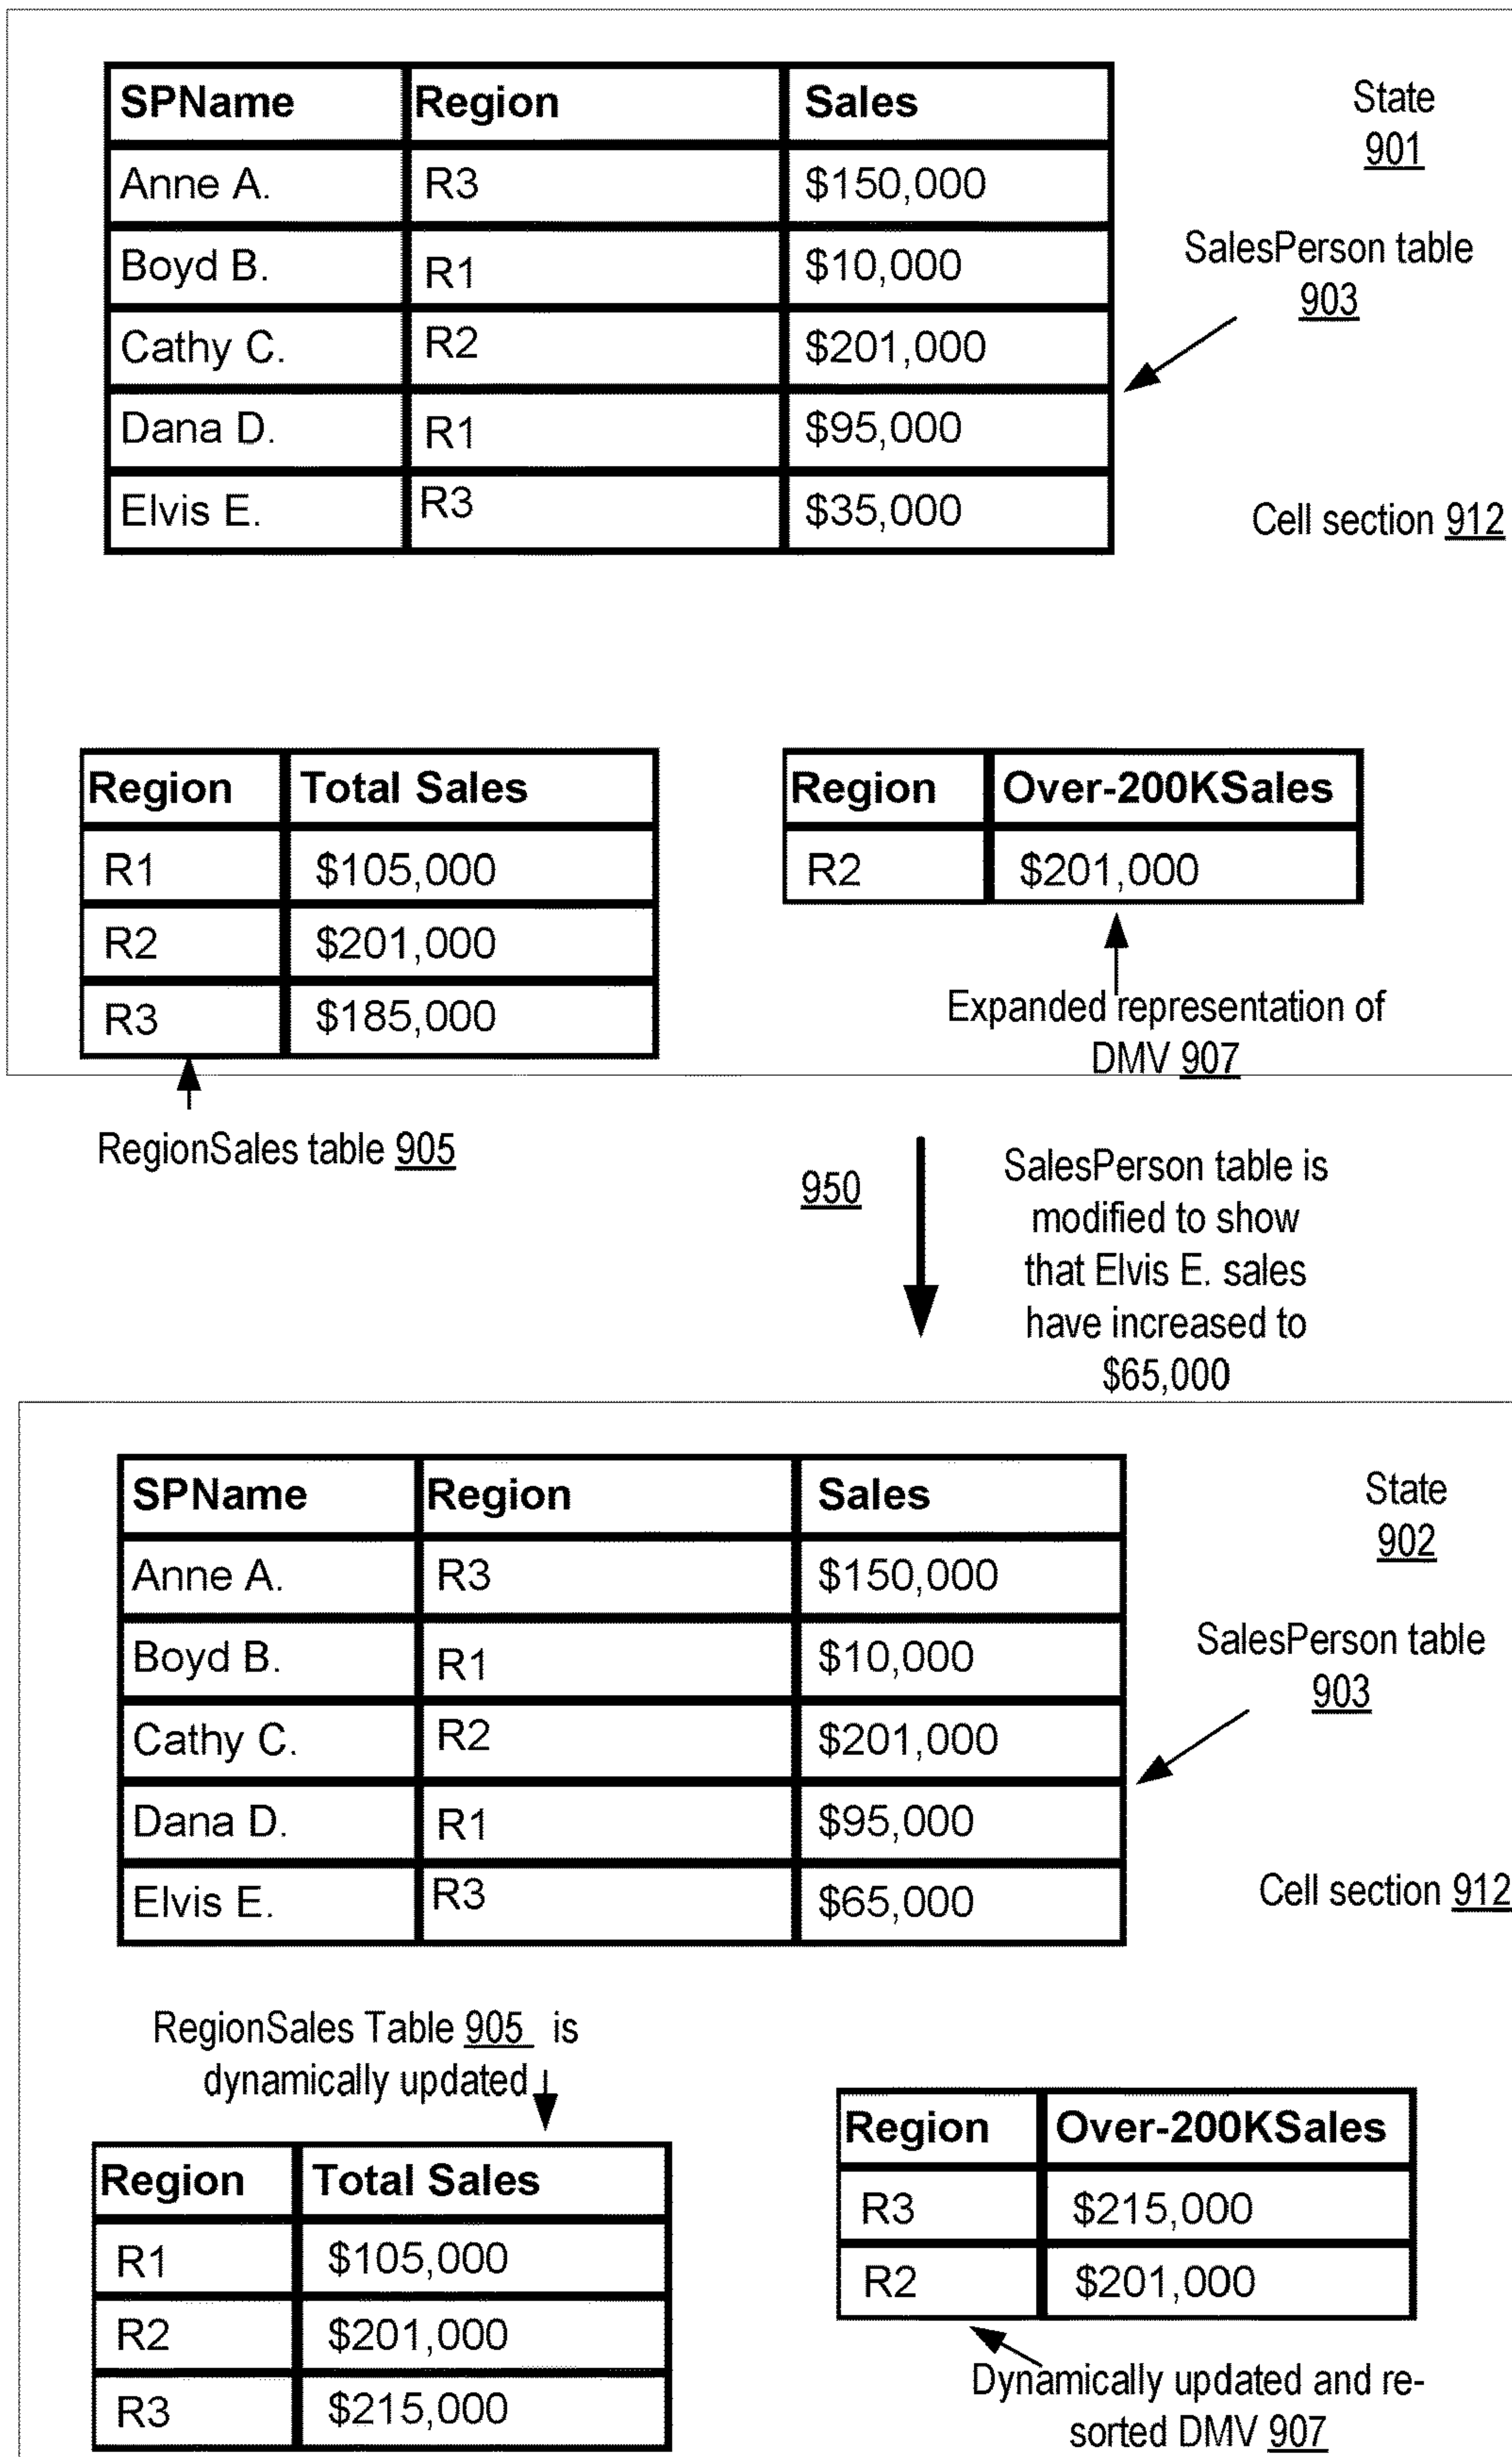 SPName Region Sales
Anne A. R3 $150,000
Boyd B. R1 $10,000
Cathy C. R2 $201,000
Dana D. R1 $95,000
Elvis E. R3 $35,000
State
901
SalesPerson table
903
Cell section 912
Region Total Sales
R1 $105,000
R2 $201,000
R3 $185,000
RegionSales table 905
Region Over-200KSales
R2 $201,000
Expanded representation of
DMV 907
950
SalesPerson table is
modified to show
that Elvis E. sales
have increased to
$65,000
SPName Region Sales
Anne A. R3 $150,000
Boyd B. R1 $10,000
Cathy C. R2 $201,000
Dana D. R1 $95,000
Elvis E. R3 $65,000
State
902
SalesPerson table
903
Cell section 912
RegionSales Table 905 is
dynamically updated
Region Total Sales
R1 $105,000
R2 $201,000
R3 $215,000
Region Over-200KSales
R3 $215,000
R2 $201,000
Dynamically updated and re-
sorted DMV 907